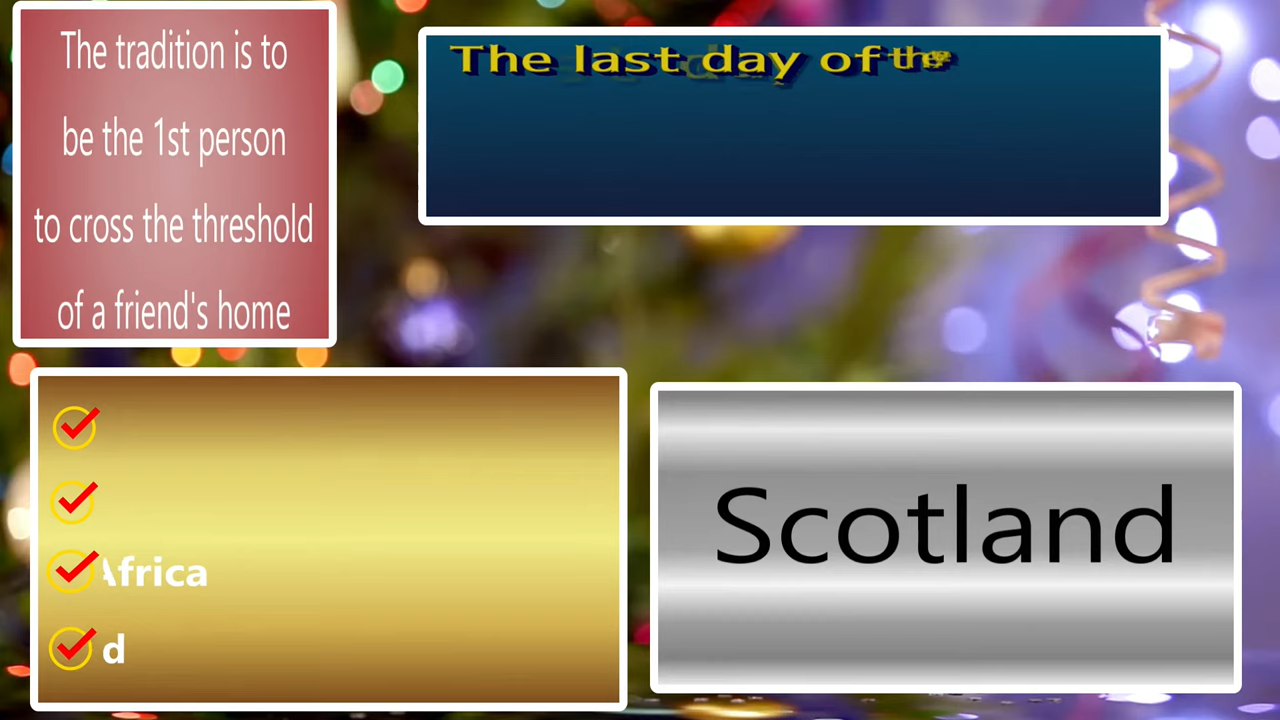 The tradition is to
be the 1st person
to cross the threshold
of a friend's home
The last day of the
Africa
d
Scotland